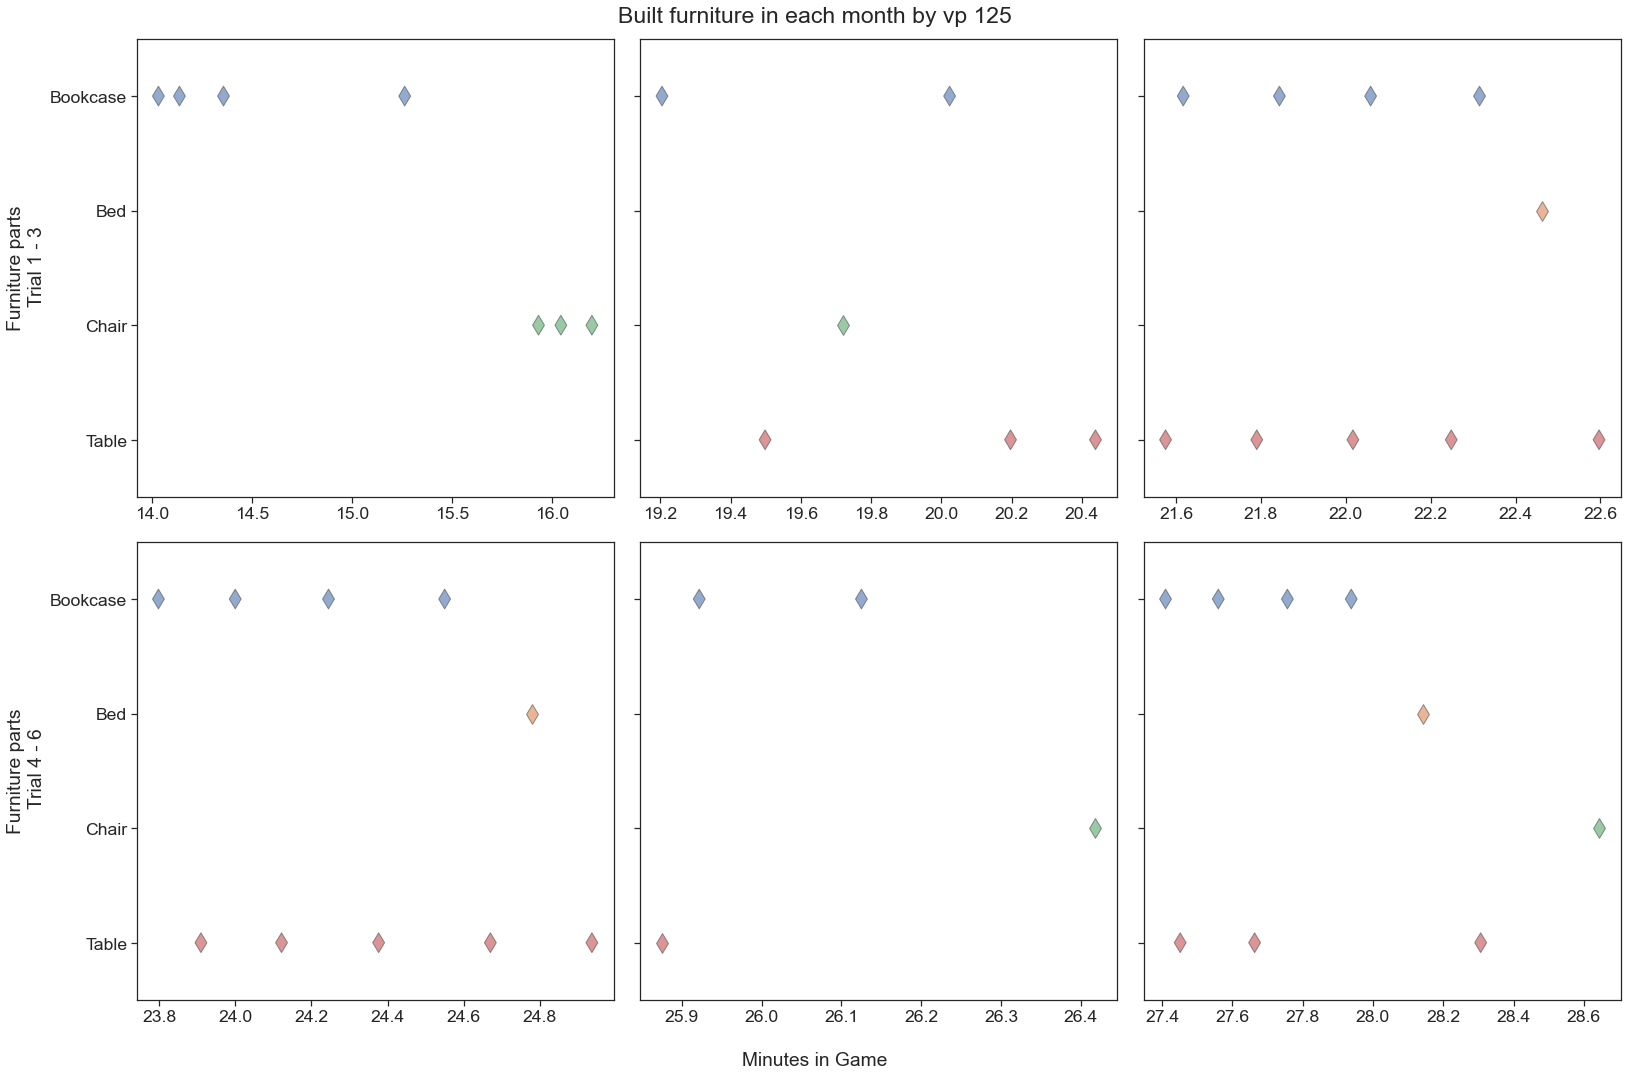 Built furniture in each month by vp 125
Furniture parts
Trial 1 - 3
Bookcase
Bed
Chair
Table
14.0 14.5 15.0 15.5 16.0
19.2 19.4 19.6 19.8 20.0 20.2 20.4
21.6 21.8 22.0 22.2 22.4 22.6
Furniture parts
Trial 4 - 6
Bookcase
Bed
Chair
Table
23.8 24.0 24.2 24.4 24.6 24.8
25.9 26.0 26.1 26.2 26.3 26.4
27.4 27.6 27.8 28.0 28.2 28.4 28.6
Minutes in Game